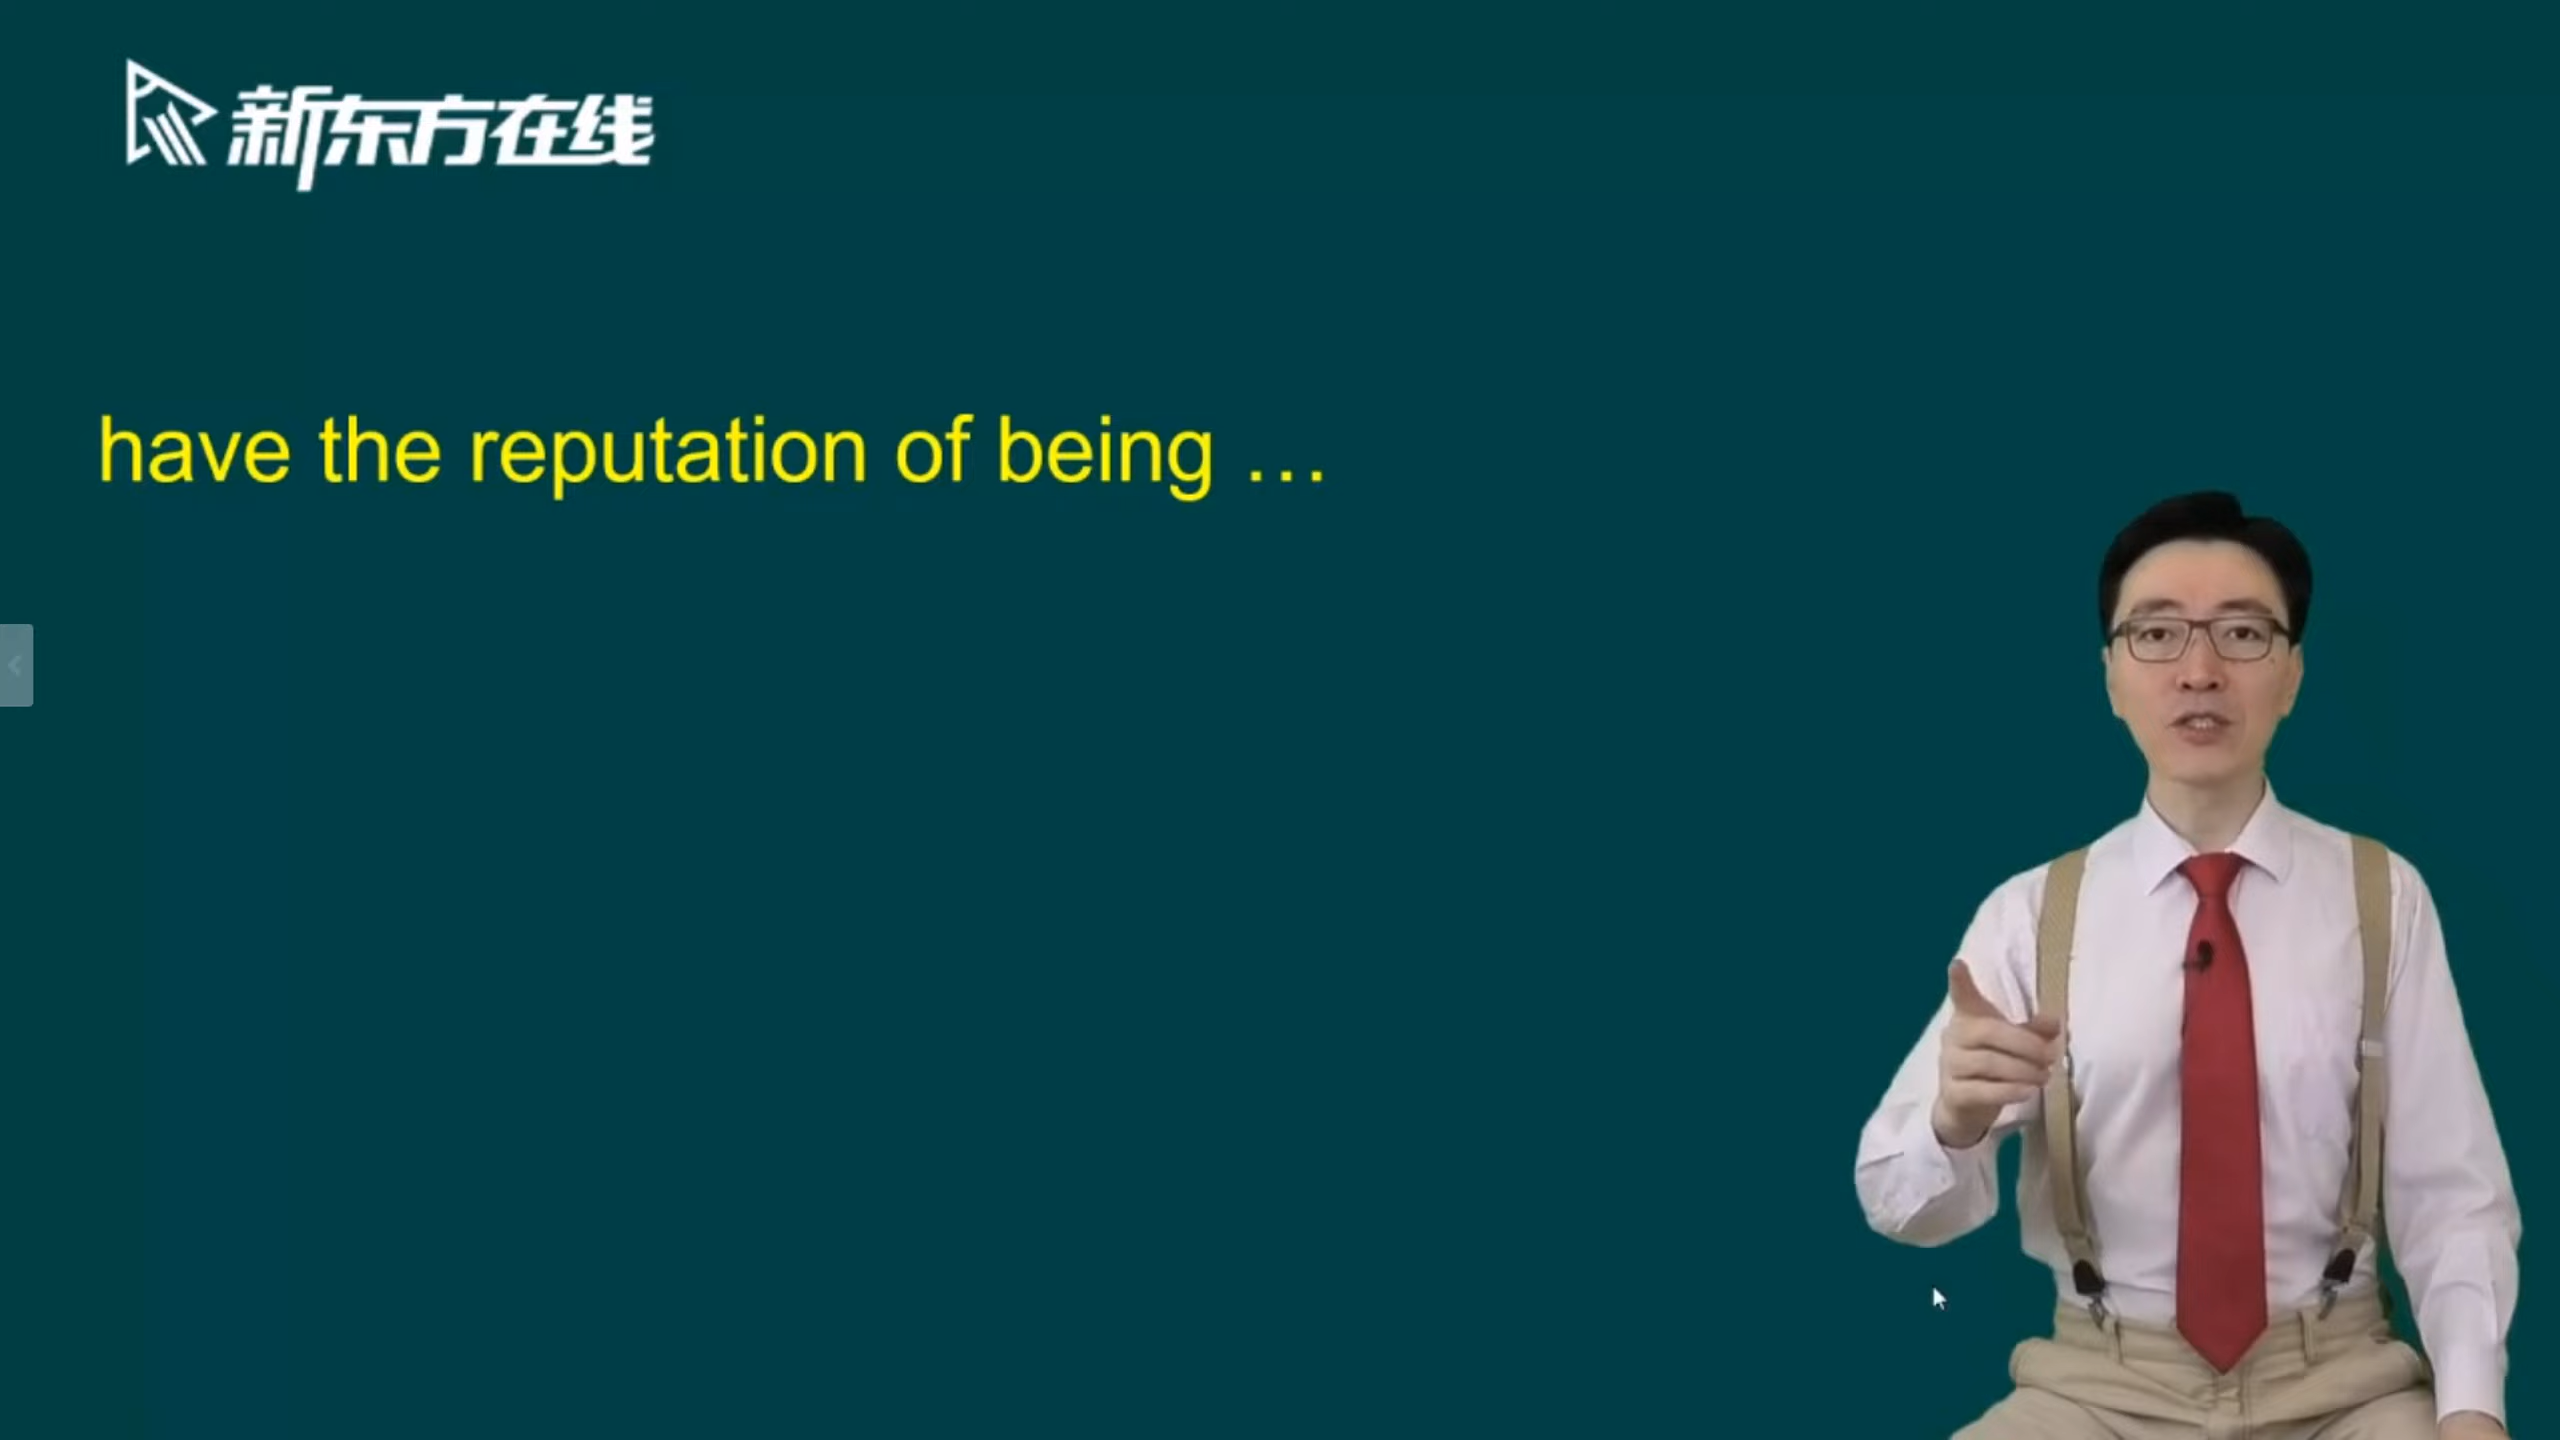 新东方在线
have the reputation of being …